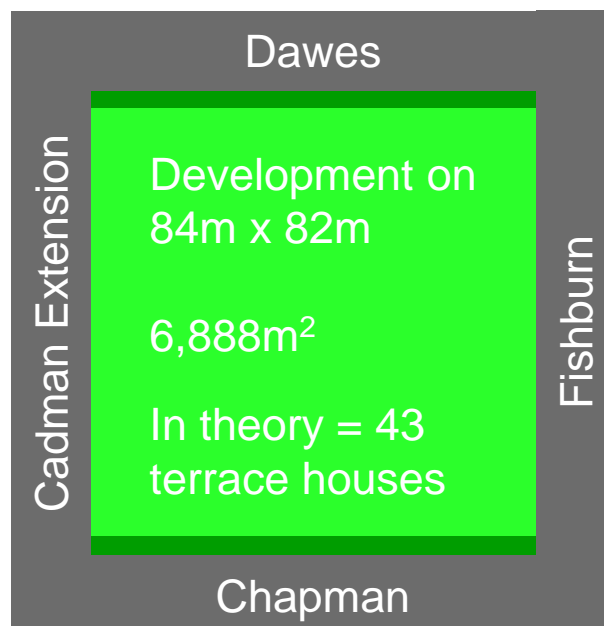 Dawes
Cadman Extension
Development on
84m x 82m
6,888m²
In theory = 43
terrace houses
Fishburn
Chapman